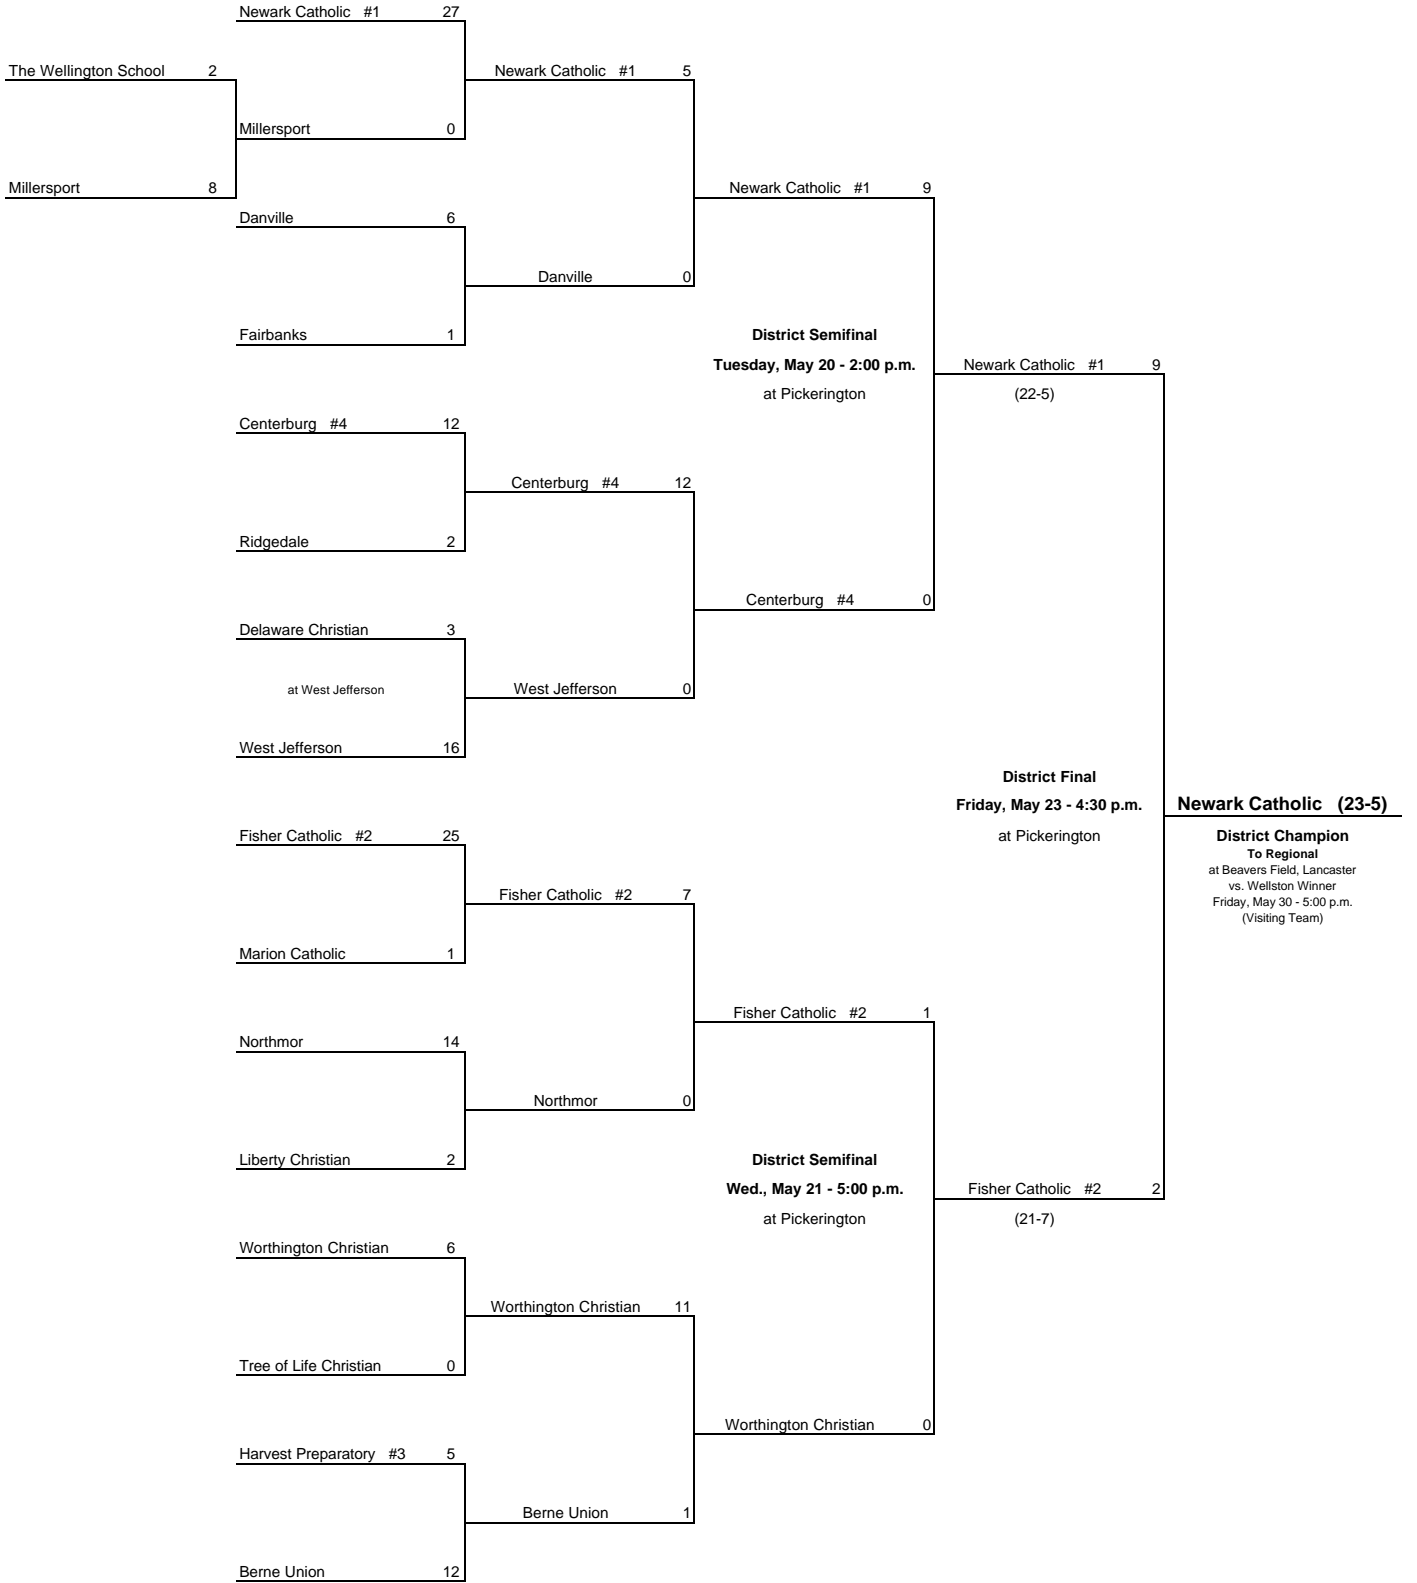 Newark Catholic #1 27
The Wellington School 2
Newark Catholic #1 5
Millersport 0
Millersport 8
Newark Catholic #1 9
Danville 6
Danville 0
Fairbanks 1
District Semifinal
Tuesday, May 20 - 2:00 p.m.
at Pickerington
Newark Catholic #1 9
(22-5)
Centerburg #4 12
Centerburg #4 12
Ridgedale 2
Centerburg #4 0
Delaware Christian 3
at West Jefferson
West Jefferson 0
West Jefferson 16
District Final
Friday, May 23 - 4:30 p.m.
at Pickerington
Newark Catholic (23-5)
District Champion
To Regional
at Beavers Field, Lancaster
vs. Wellston Winner
Friday, May 30 - 5:00 p.m.
(Visiting Team)
Fisher Catholic #2 25
Fisher Catholic #2 7
Marion Catholic 1
Fisher Catholic #2 1
Northmor 14
Northmor 0
Liberty Christian 2
District Semifinal
Wed., May 21 - 5:00 p.m.
at Pickerington
Fisher Catholic #2 2
(21-7)
Worthington Christian 6
Worthington Christian 11
Tree of Life Christian 0
Worthington Christian 0
Harvest Preparatory #3 5
Berne Union 1
Berne Union 12